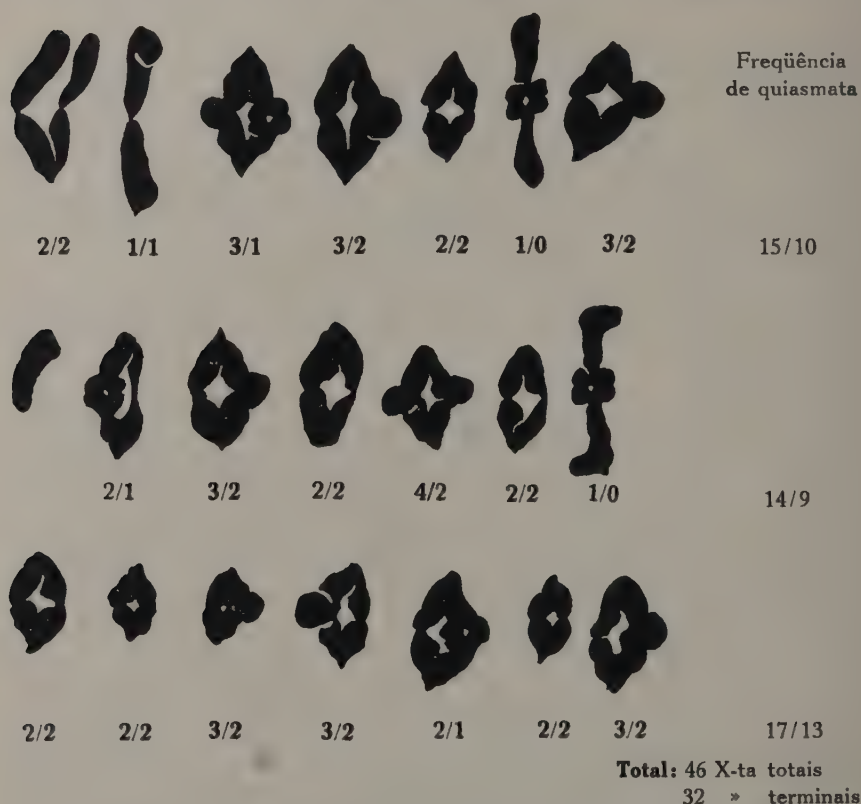 Freqüência
de quiasmata
2/2 1/1 3/1 3/2 2/2 1/0 3/2 15/10
2/1 3/2 2/2 4/2 2/2 1/0 14/9
2/2 2/2 3/2 3/2 2/1 2/2 3/2 17/13
Total: 46 X-ta totais
32 » terminais